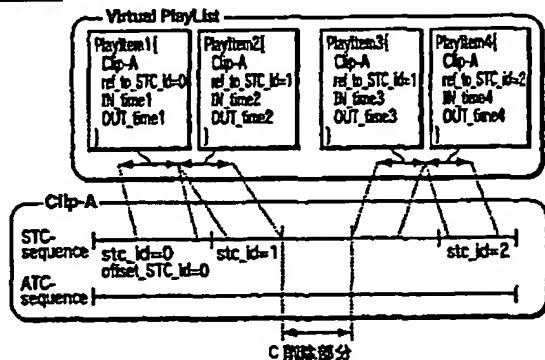 Virtual PlayList
PlayItem1{
Clip-A
ref_to_STC_id=0
IN_time1
OUT_time1
}
PlayItem2{
Clip-A
ref_to_STC_id=1
IN_time2
OUT_time2
}
PlayItem3{
Clip-A
ref_to_STC_id=1
IN_time3
OUT_time3
}
PlayItem4{
Clip-A
ref_to_STC_id=2
IN_time4
OUT_time4
}
Clip-A
STC-
sequence
stc_id=0
offset_STC_id=0
stc_id=1
stc_id=2
ATC-
sequence
C 削除部分